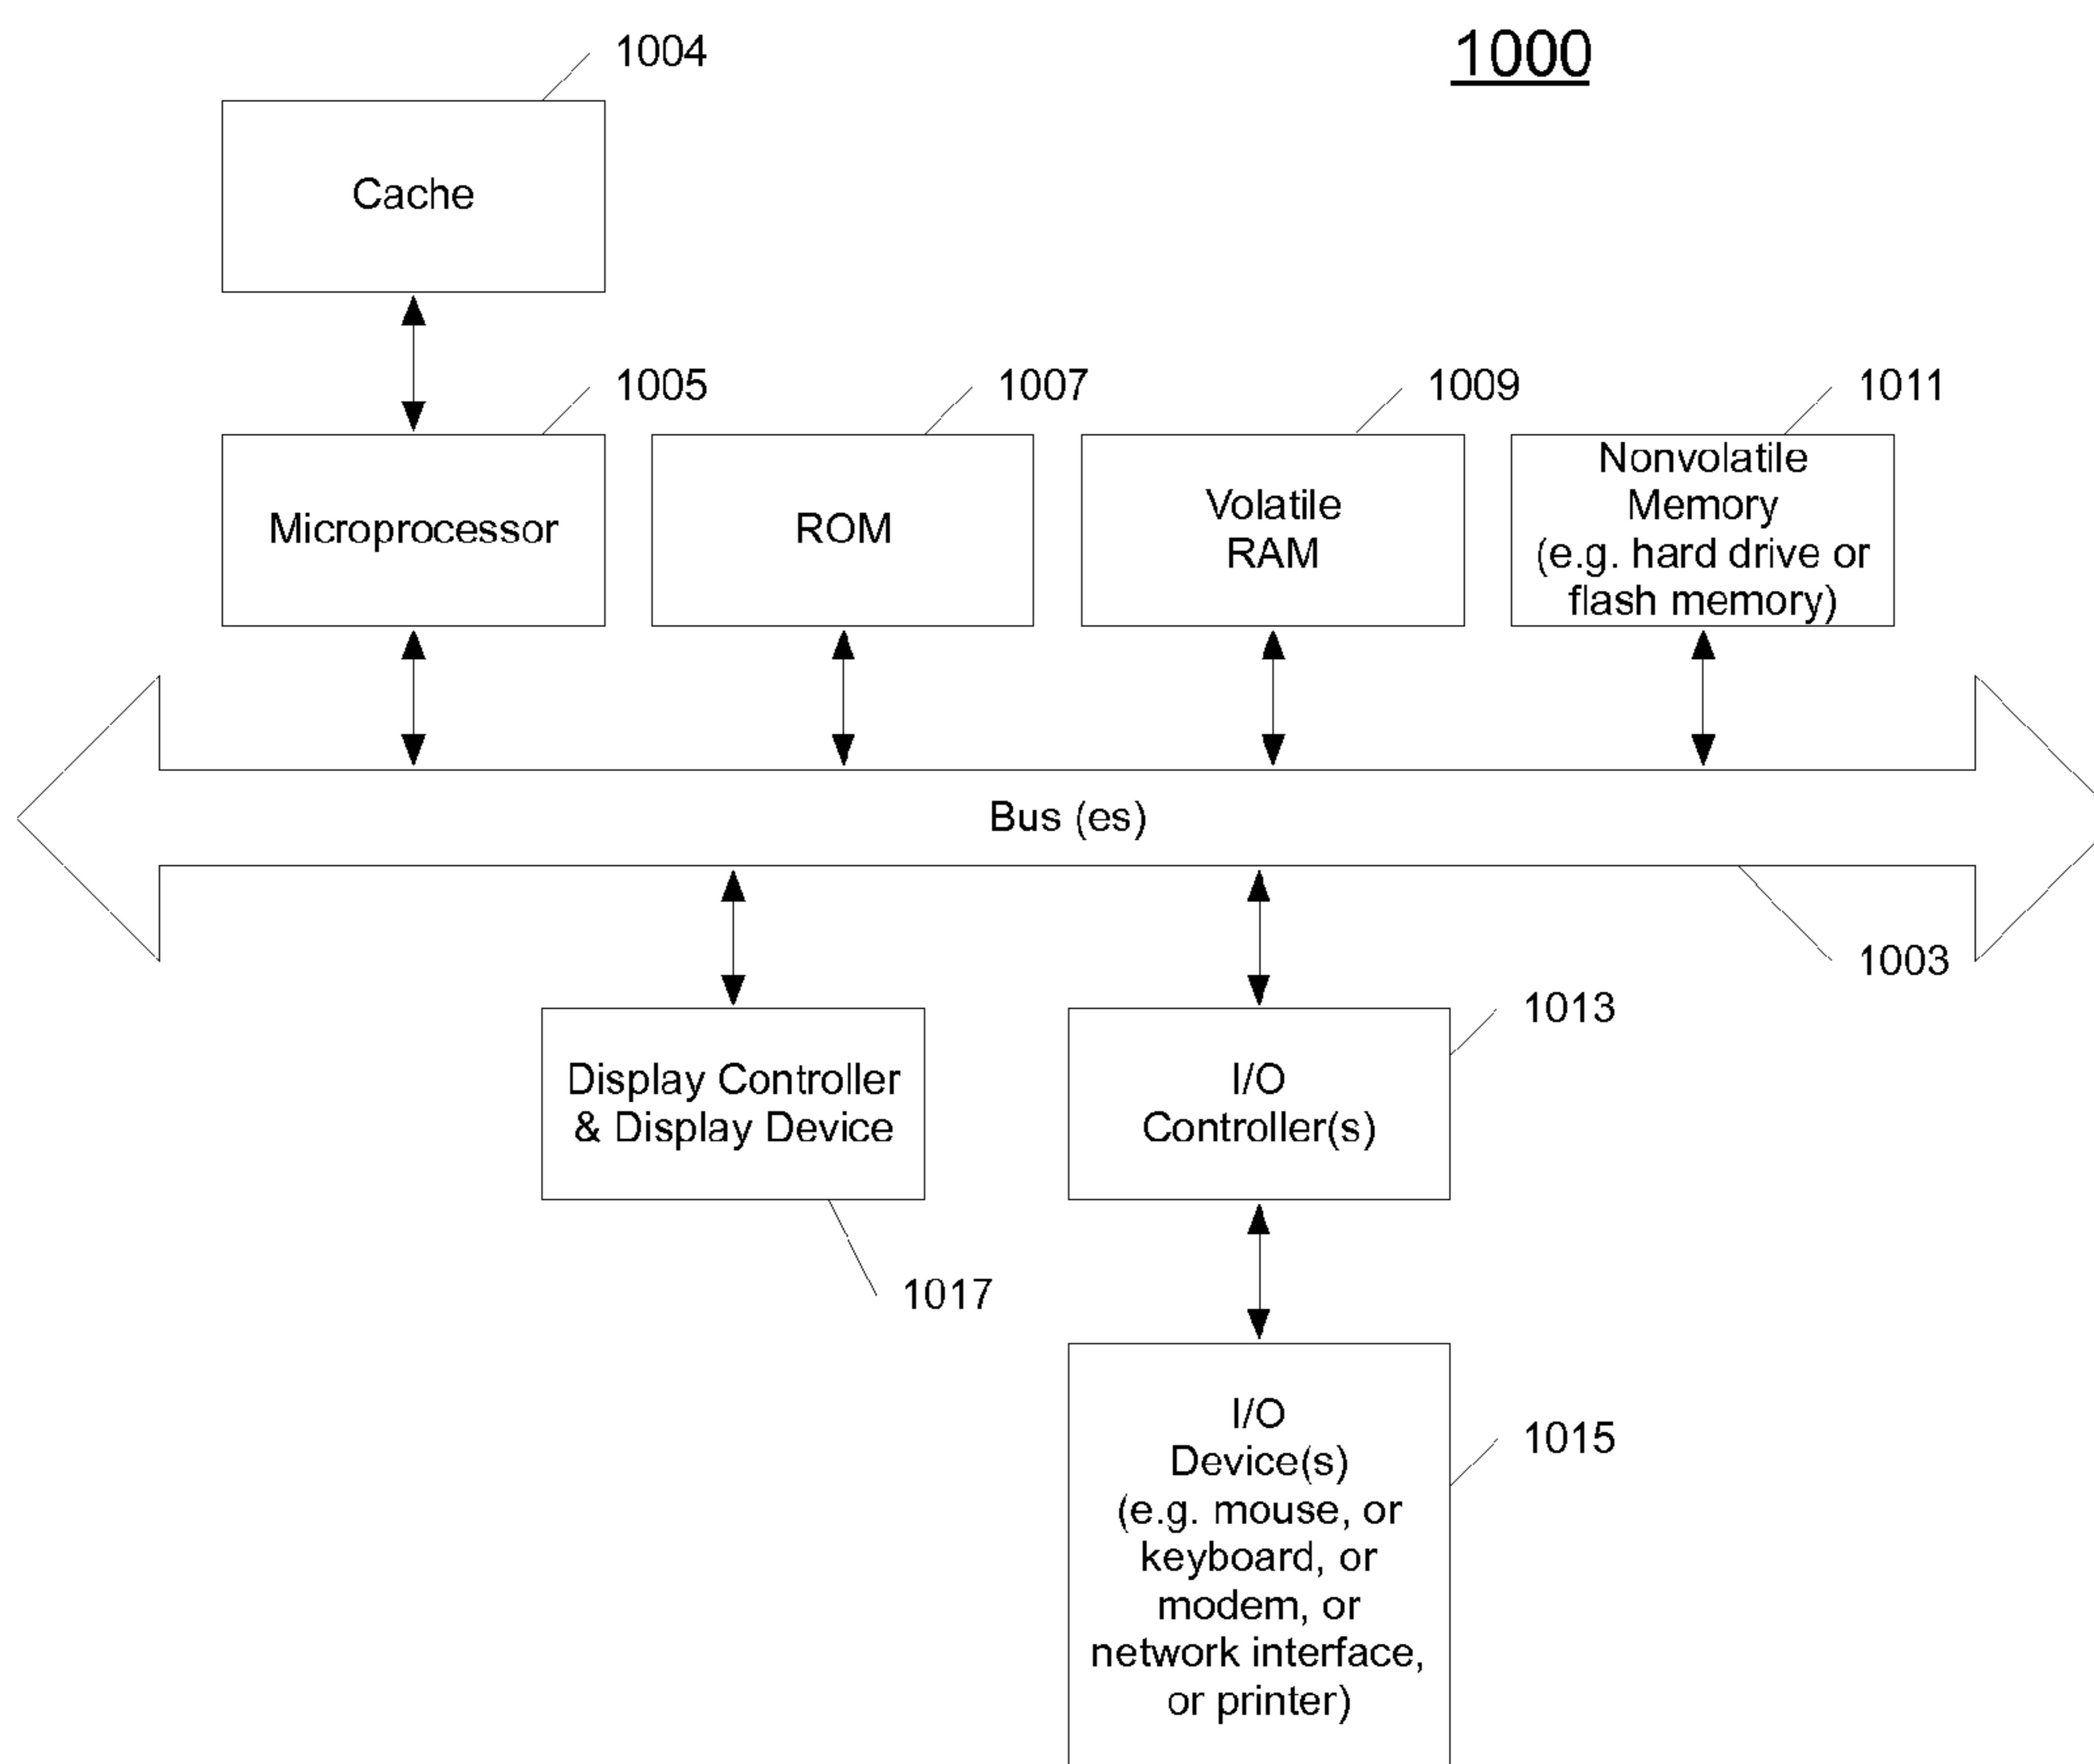 1000
1004
Cache
1005
1007
1009
1011
Microprocessor
ROM
Volatile
RAM
Nonvolatile
Memory
(e.g. hard drive or
flash memory)
Bus (es)
1003
Display Controller
& Display Device
1017
I/O
Controller(s)
1013
I/O
Device(s)
(e.g. mouse, or
keyboard, or
modem, or
network interface,
or printer)
1015